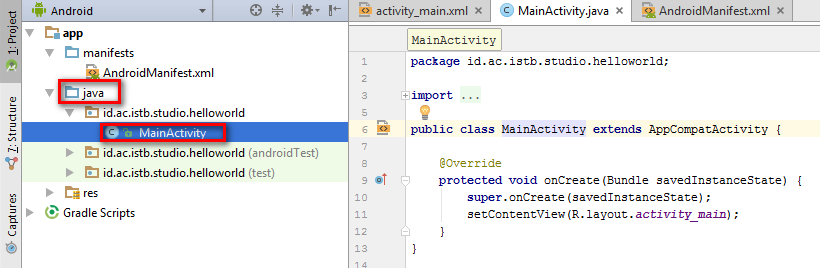 Android
1: Project
7: Structure
Captures
app
manifests
AndroidManifest.xml
java
id.ac.istb.studio.helloworld
MainActivity
id.ac.istb.studio.helloworld (androidTest)
id.ac.istb.studio.helloworld (test)
res
Gradle Scripts
activity_main.xml
MainActivity.java
AndroidManifest.xml
MainActivity
1 package id.ac.istb.studio.helloworld;
2
3 import ...
5
6 public class MainActivity extends AppCompatActivity {
7
8 @Override
9 protected void onCreate(Bundle savedInstanceState) {
10 super.onCreate(savedInstanceState);
11 setContentView(R.layout.activity_main);
12 }
13 }
14